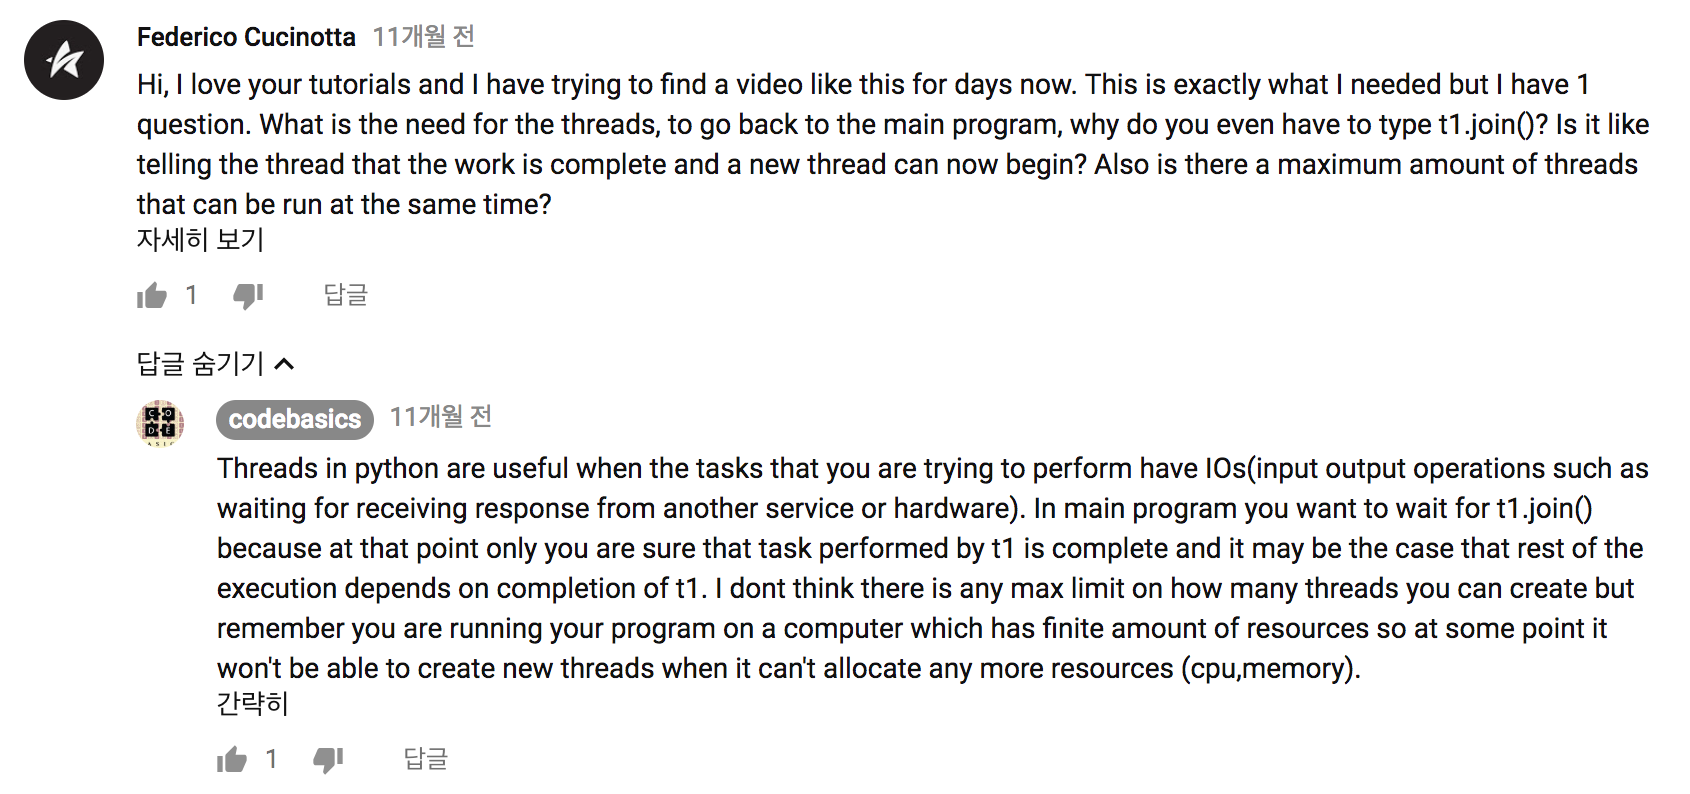 Federico Cucinotta 11개월 전
Hi, I love your tutorials and I have trying to find a video like this for days now. This is exactly what I needed but I have 1
question. What is the need for the threads, to go back to the main program, why do you even have to type t1.join()? Is it like
telling the thread that the work is complete and a new thread can now begin? Also is there a maximum amount of threads
that can be run at the same time?
자세히 보기
1 답글
답글 숨기기
CO
DE
ASIC
codebasics 11개월 전
Threads in python are useful when the tasks that you are trying to perform have IOs(input output operations such as
waiting for receiving response from another service or hardware). In main program you want to wait for t1.join()
because at that point only you are sure that task performed by t1 is complete and it may be the case that rest of the
execution depends on completion of t1. I dont think there is any max limit on how many threads you can create but
remember you are running your program on a computer which has finite amount of resources so at some point it
won't be able to create new threads when it can't allocate any more resources (cpu,memory).
간략히
1 답글